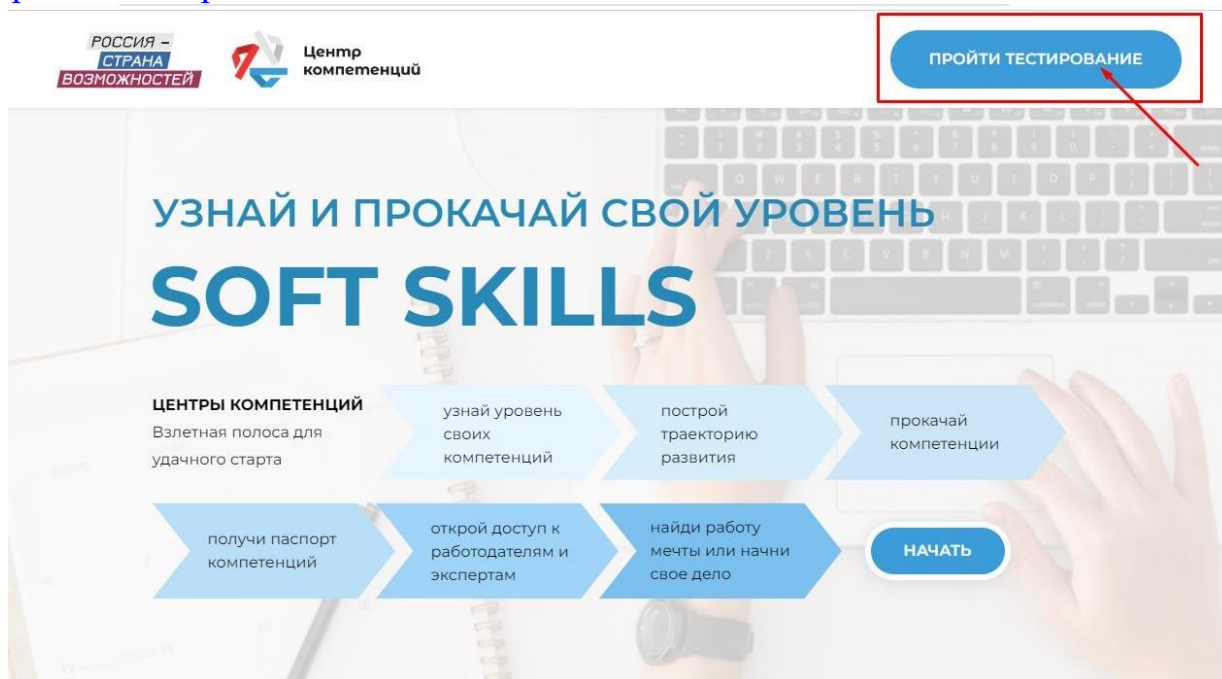 РОССИЯ –
СТРАНА
ВОЗМОЖНОСТЕЙ
Центр
компетенций
ПРОЙТИ ТЕСТИРОВАНИЕ
УЗНАЙ И ПРОКАЧАЙ СВОЙ УРОВЕНЬ
SOFT SKILLS
ЦЕНТРЫ КОМПЕТЕНЦИЙ
Взлетная полоса для
удачного старта
узнай уровень
своих
компетенций
построй
траекторию
развития
прокачай
компетенции
получи паспорт
компетенций
открой доступ к
работодателям и
экспертам
найди работу
мечты или начни
свое дело
НАЧАТЬ